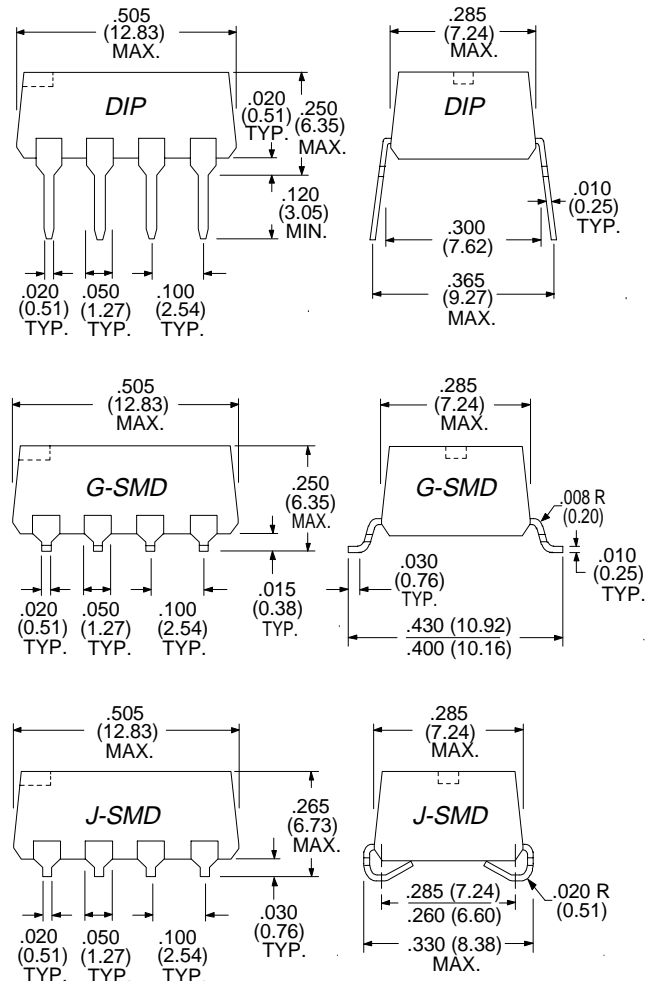 .505
(12.83)
MAX.
DIP
.020
(0.51)
TYP.
.250
(6.35)
MAX.
.120
(3.05)
MIN.
.020
(0.51)
TYP.
.050
(1.27)
TYP.
.100
(2.54)
TYP.
.285
(7.24)
MAX.
DIP
.010
(0.25)
TYP.
.300
(7.62)
.365
(9.27)
MAX.
.505
(12.83)
MAX.
G-SMD
.250
(6.35)
MAX.
.015
(0.38)
TYP.
.020
(0.51)
TYP.
.050
(1.27)
TYP.
.100
(2.54)
TYP.
.285
(7.24)
MAX.
G-SMD
.008 R
(0.20)
.010
(0.25)
TYP.
.030
(0.76)
TYP.
.430 (10.92)
.400 (10.16)
.505
(12.83)
MAX.
J-SMD
.265
(6.73)
MAX.
.030
(0.76)
TYP.
.020
(0.51)
TYP.
.050
(1.27)
TYP.
.100
(2.54)
TYP.
.285
(7.24)
MAX.
J-SMD
.285 (7.24)
.260 (6.60)
.020 R
(0.51)
.330 (8.38)
MAX.